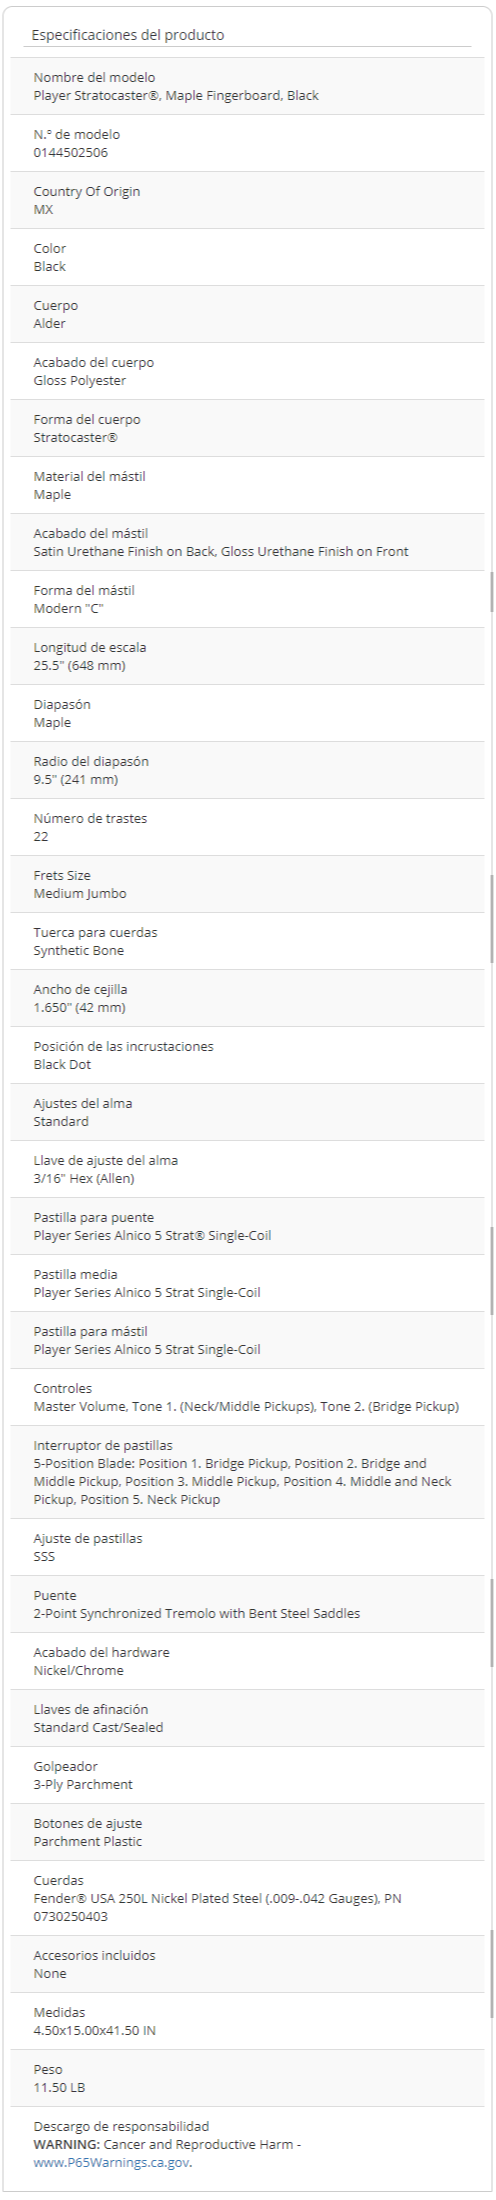 Especificaciones del producto
Nombre del modelo
Player Stratocaster®, Maple Fingerboard, Black
N.º de modelo
0144502506
Country Of Origin
MX
Color
Black
Cuerpo
Alder
Acabado del cuerpo
Gloss Polyester
Forma del cuerpo
Stratocaster®
Material del mástil
Maple
Acabado del mástil
Satin Urethane Finish on Back, Gloss Urethane Finish on Front
Forma del mástil
Modern "C"
Longitud de escala
25.5" (648 mm)
Diapasón
Maple
Radio del diapasón
9.5" (241 mm)
Número de trastes
22
Frets Size
Medium Jumbo
Tuerca para cuerdas
Synthetic Bone
Ancho de cejilla
1.650" (42 mm)
Posición de las incrustaciones
Black Dot
Ajustes del alma
Standard
Llave de ajuste del alma
3/16" Hex (Allen)
Pastilla para puente
Player Series Alnico 5 Strat® Single-Coil
Pastilla media
Player Series Alnico 5 Strat Single-Coil
Pastilla para mástil
Player Series Alnico 5 Strat Single-Coil
Controles
Master Volume, Tone 1. (Neck/Middle Pickups), Tone 2. (Bridge Pickup)
Interruptor de pastillas
5-Position Blade: Position 1. Bridge Pickup, Position 2. Bridge and
Middle Pickup, Position 3. Middle Pickup, Position 4. Middle and Neck
Pickup, Position 5. Neck Pickup
Ajuste de pastillas
SSS
Puente
2-Point Synchronized Tremolo with Bent Steel Saddles
Acabado del hardware
Nickel/Chrome
Llaves de afinación
Standard Cast/Sealed
Golpeador
3-Ply Parchment
Botones de ajuste
Parchment Plastic
Cuerdas
Fender® USA 250L Nickel Plated Steel (.009-.042 Gauges), PN
0730250403
Accesorios incluidos
None
Medidas
4.50x15.00x41.50 IN
Peso
11.50 LB
Descargo de responsabilidad
WARNING: Cancer and Reproductive Harm -
www.P65Warnings.ca.gov.